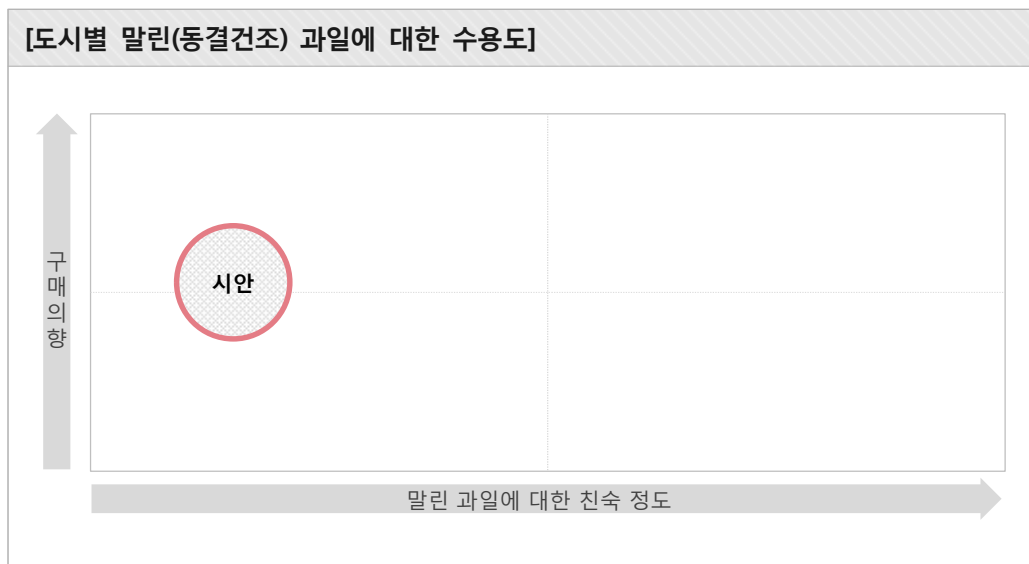 [도시별 말린(동결건조) 과일에 대한 수용도]
구매의향
시안
말린 과일에 대한 친숙 정도